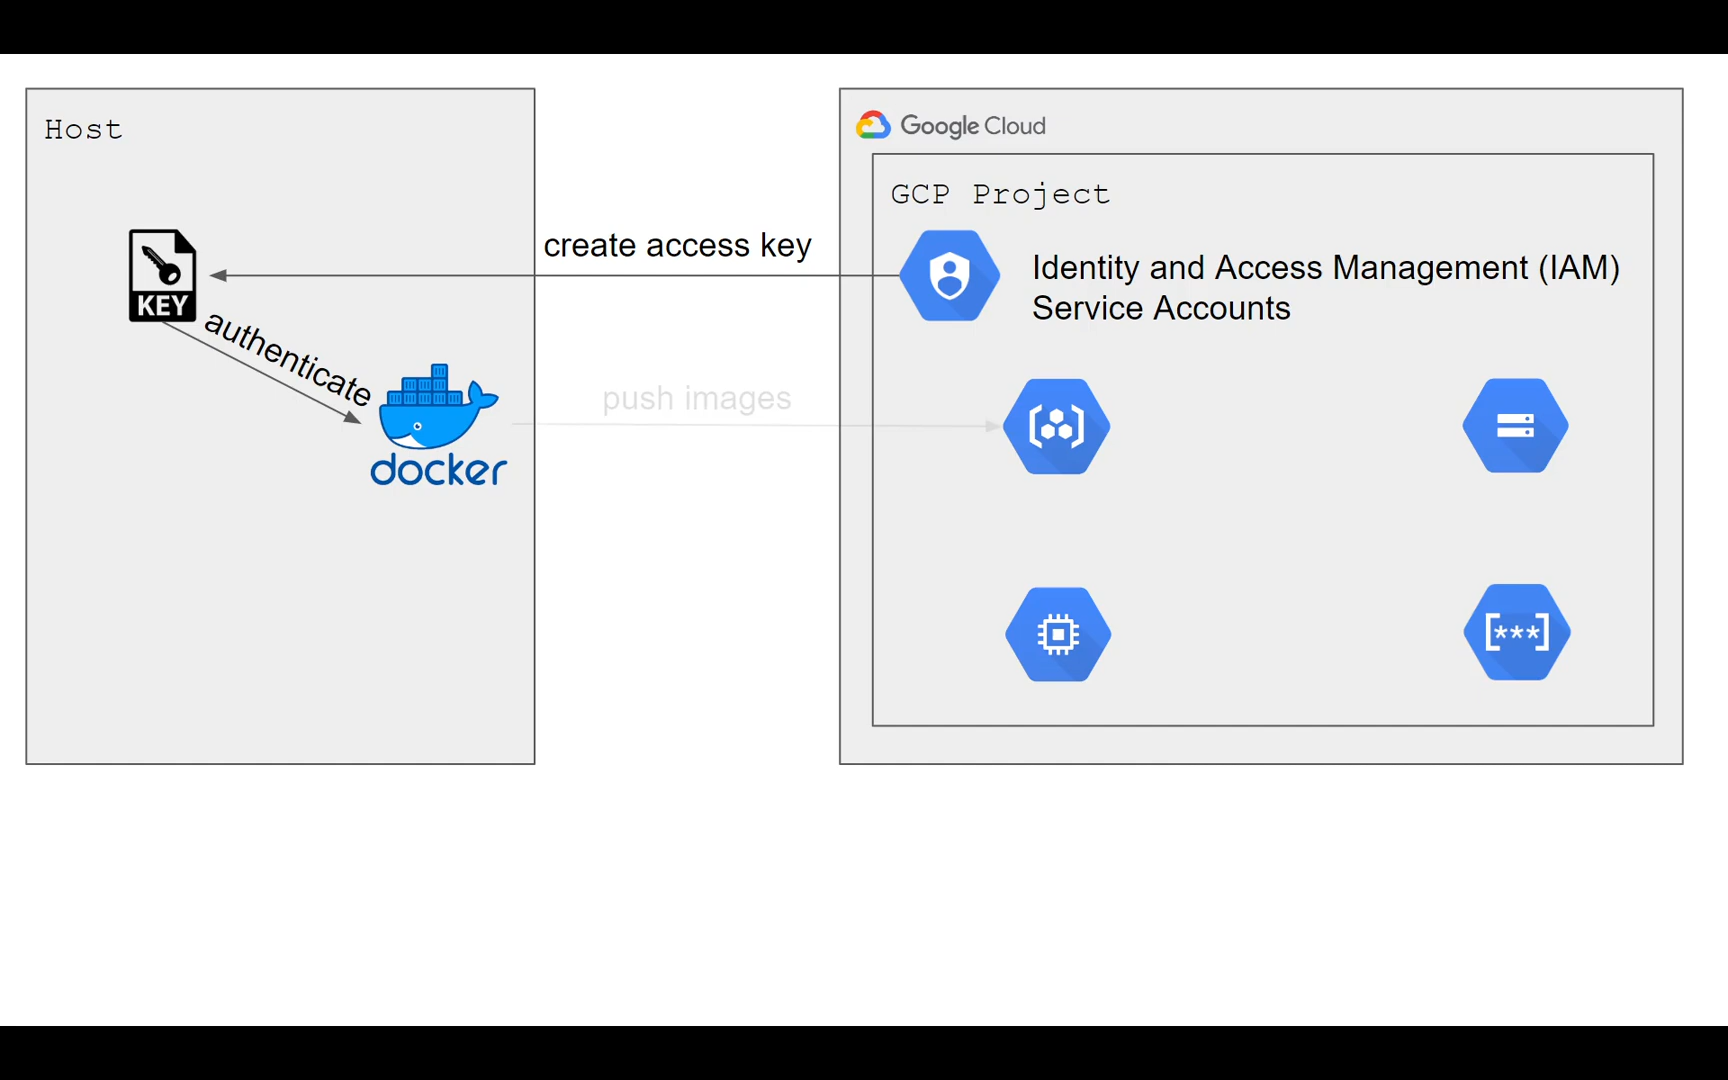 Host
Google Cloud
GCP Project
create access key
Identity and Access Management (IAM)
Service Accounts
KEY
authenticate
push images
docker
[***]